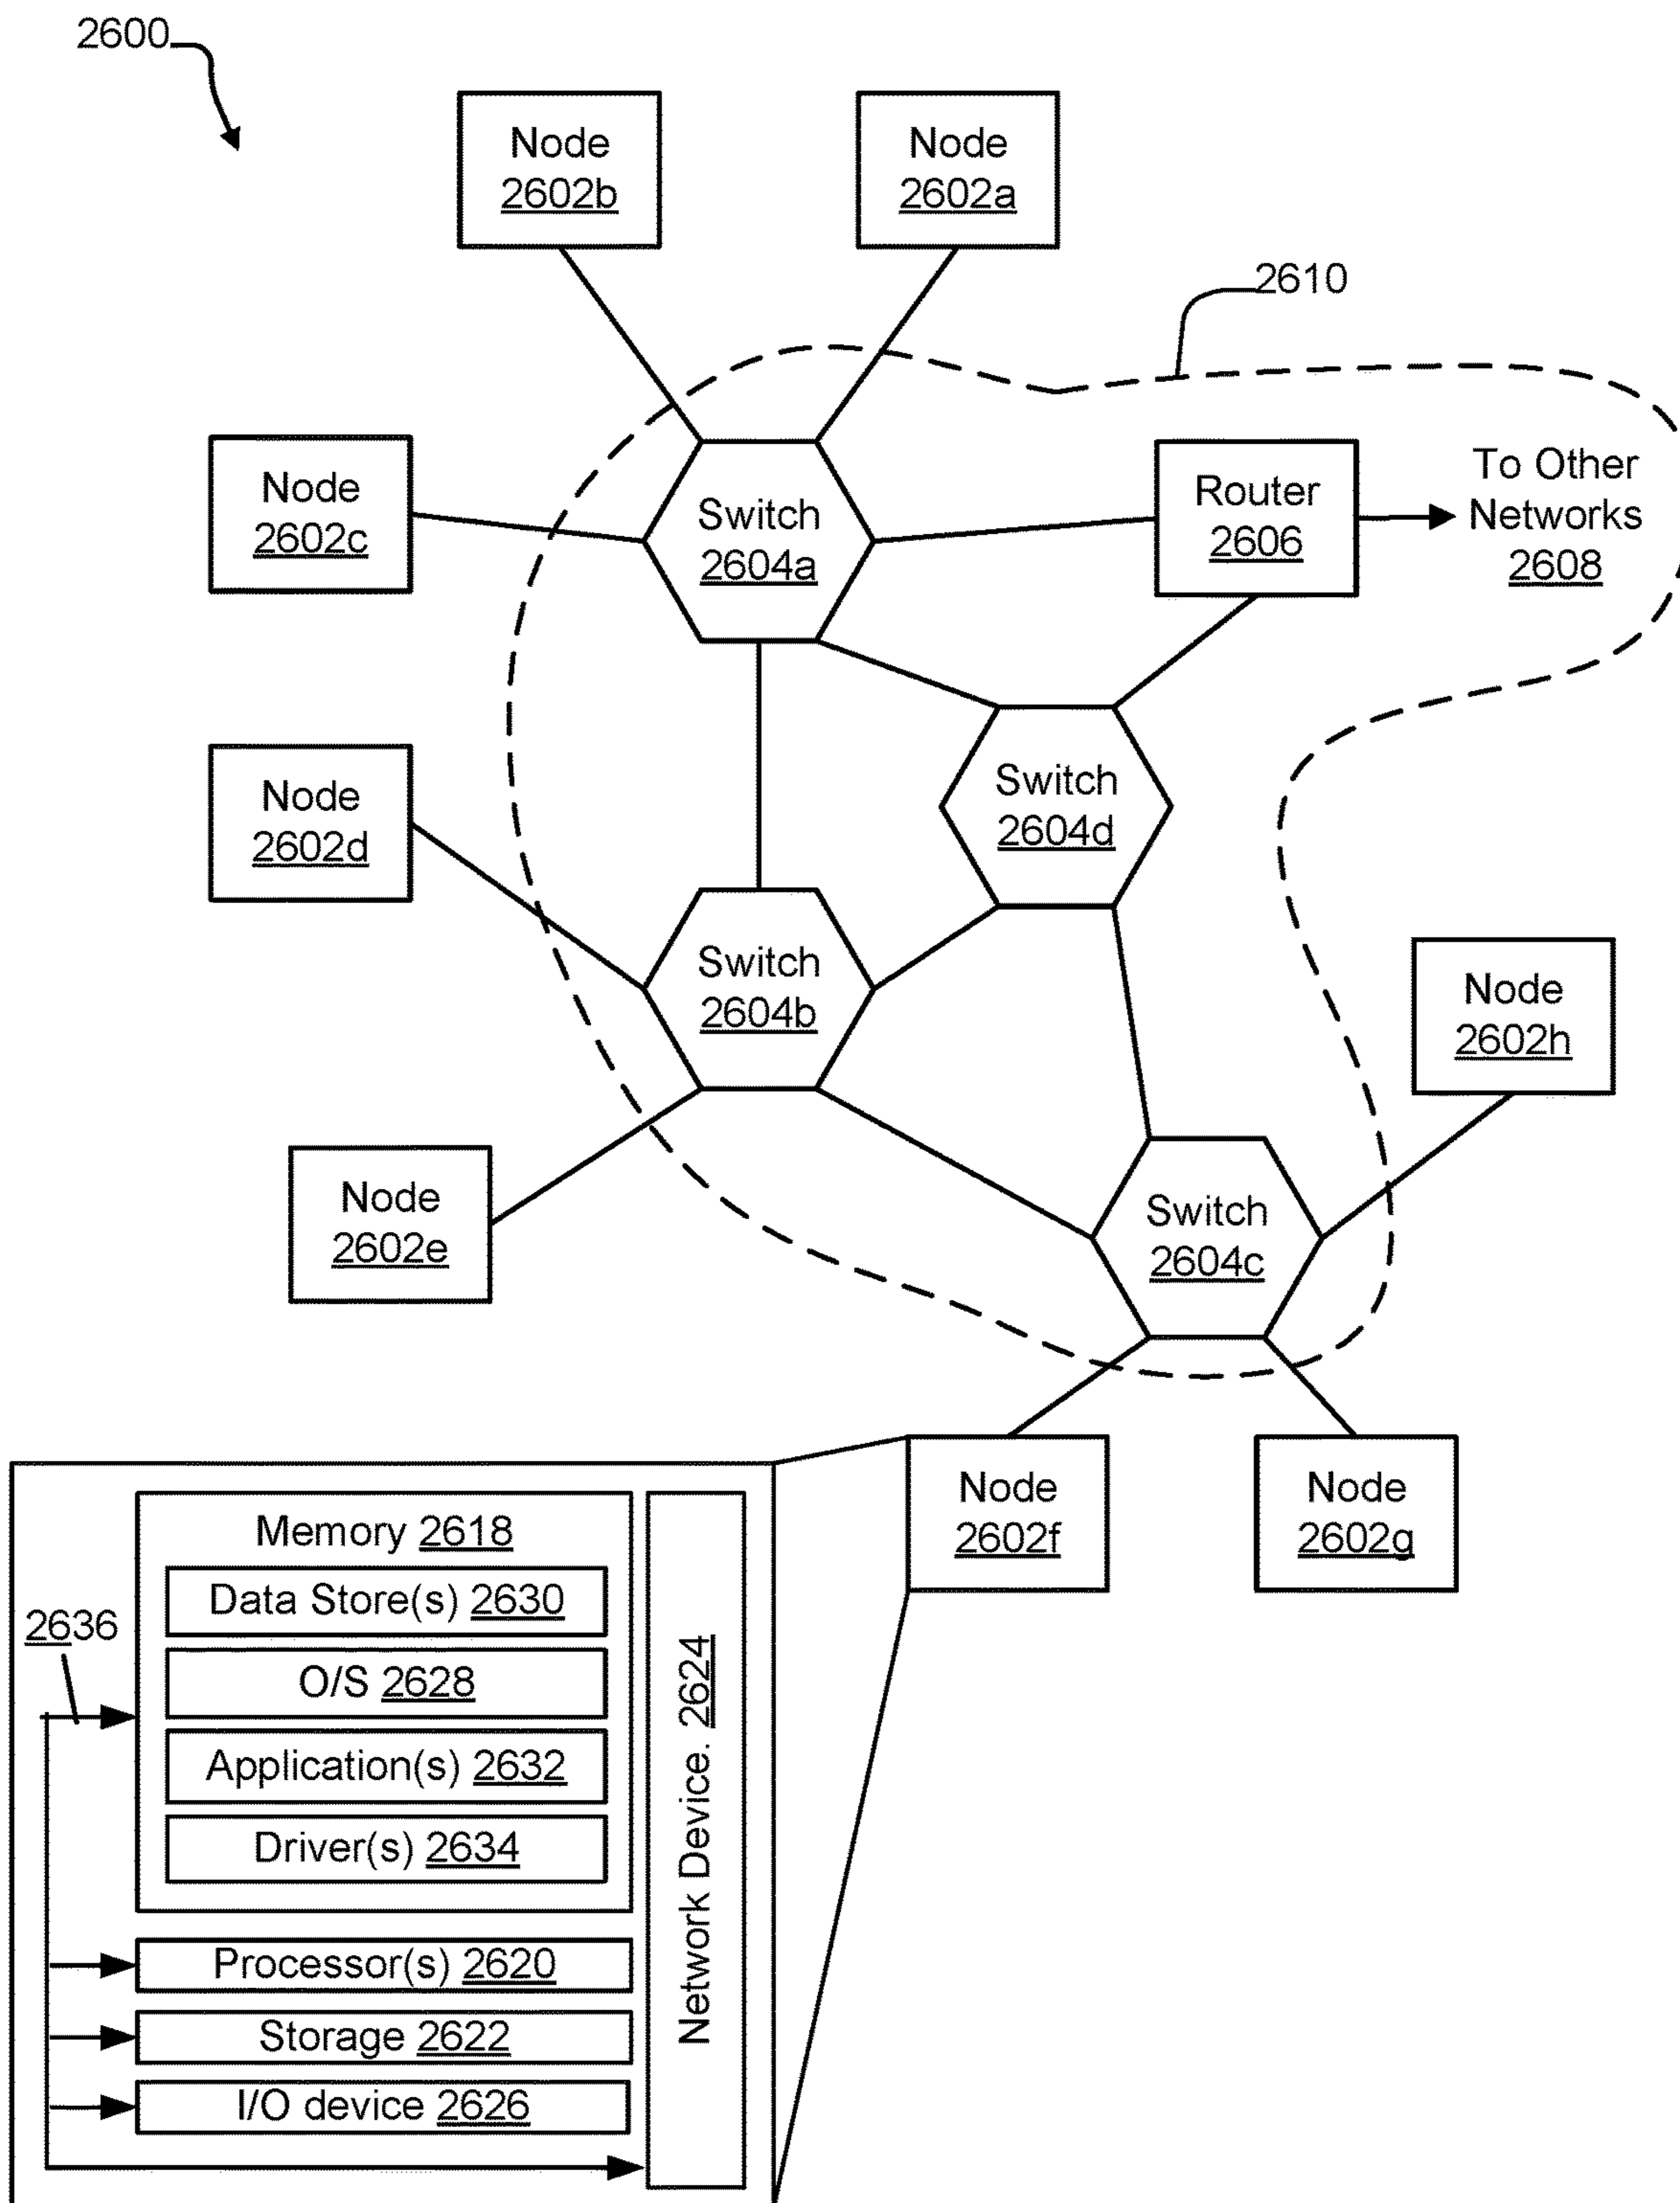 2600
Node
2602b
Node
2602a
2610
Node
2602c
Switch
2604a
Router
2606
To Other
Networks
2608
Node
2602d
Switch
2604d
Switch
2604b
Node
2602h
Node
2602e
Switch
2604c
Node
2602f
Node
2602g
Memory 2618
Data Store(s) 2630
2636
O/S 2628
Application(s) 2632
Driver(s) 2634
Processor(s) 2620
Storage 2622
I/O device 2626
Network Device. 2624